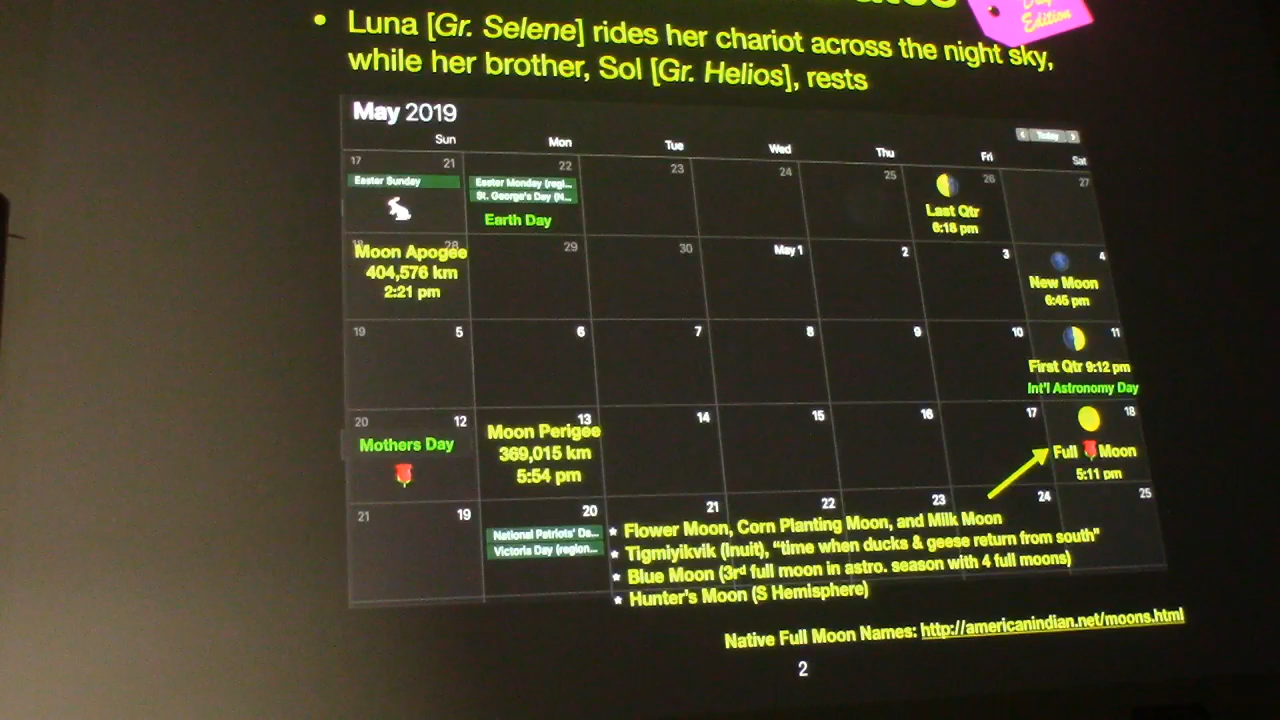 Edition
• Luna [Gr. Selene] rides her chariot across the night sky,
while her brother, Sol [Gr. Helios], rests
May 2019
Today
Sun Mon Tue Wed Thu Fri Sat
17 21 22 23 24 25 26 27
Easter Sunday
Easter Monday (regi...
St. George's Day (N...
Earth Day
Last Qtr
6:18 pm
18 28 29 30 May 1 2 3 4
Moon Apogee
404,576 km
2:21 pm
New Moon
6:45 pm
19 5 6 7 8 9 10 11
First Qtr 9:12 pm
Int'l Astronomy Day
20 12 13 14 15 16 17 18
Mothers Day
Moon Perigee
369,015 km
5:54 pm
Full Moon
5:11 pm
21 19 20 21 22 23 24 25
National Patriots' Da...
Victoria Day (region...
* Flower Moon, Corn Planting Moon, and Milk Moon
* Tigmiyikvik (Inuit), "time when ducks & geese return from south"
* Blue Moon (3rd full moon in astro. season with 4 full moons)
* Hunter's Moon (S Hemisphere)
Native Full Moon Names: http://americanindian.net/moons.html
2